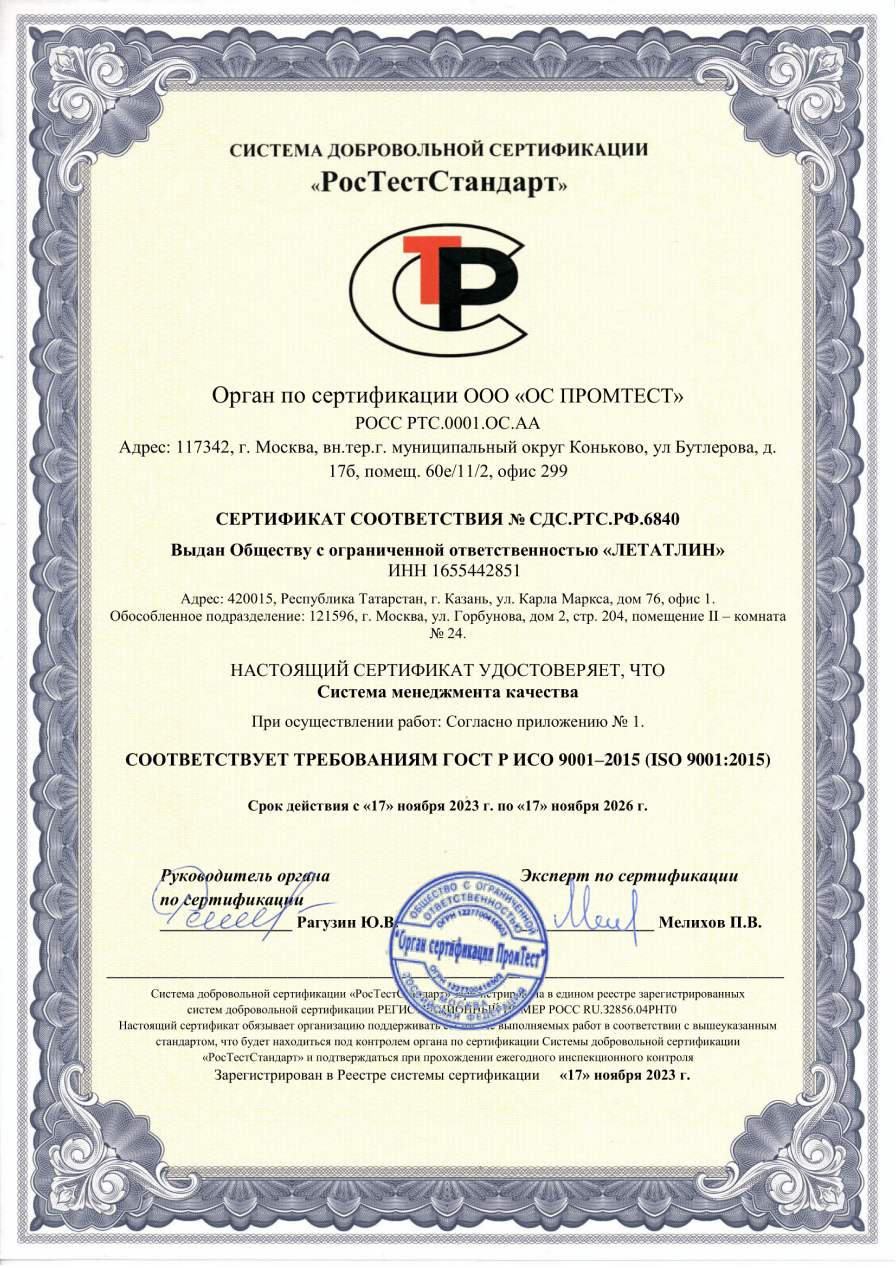 СИСТЕМА ДОБРОВОЛЬНОЙ СЕРТИФИКАЦИИ
«РосТестСтандарт»
ТР
Орган по сертификации ООО «ОС ПРОМТЕСТ»
РОСС РТС.0001.ОС.АА
Адрес: 117342, г. Москва, вн.тер.г. муниципальный округ Коньково, ул Бутлерова, д.
17б, помещ. 60е/11/2, офис 299
СЕРТИФИКАТ СООТВЕТСТВИЯ № СДС.РТС.РФ.6840
Выдан Обществу с ограниченной ответственностью «ЛЕТАТЛИН»
ИНН 1655442851
Адрес: 420015, Республика Татарстан, г. Казань, ул. Карла Маркса, дом 76, офис 1.
Обособленное подразделение: 121596, г. Москва, ул. Горбунова, дом 2, стр. 204, помещение II – комната
№ 24.
НАСТОЯЩИЙ СЕРТИФИКАТ УДОСТОВЕРЯЕТ, ЧТО
Система менеджмента качества
При осуществлении работ: Согласно приложению № 1.
СООТВЕТСТВУЕТ ТРЕБОВАНИЯМ ГОСТ Р ИСО 9001–2015 (ISO 9001:2015)
Срок действия с «17» ноября 2023 г. по «17» ноября 2026 г.
Руководитель органа
по сертификации
Рагузин Ю.В
Эксперт по сертификации
Мелихов П.В.
ОБЩЕСТВО С ОГРАНИЧЕННОЙ
ОТВЕТСТВЕННОСТЬЮ
ОГРН 1227700416503
"Орган сертификации ПромТест"
ОГРН 1227700416503
МОСКВА
РОССИЙСКАЯ ФЕДЕРАЦИЯ
Система добровольной сертификации «РосТестСтандарт» зарегистрирована в едином реестре зарегистрированных
систем добровольной сертификации РЕГИСТРАЦИОННЫЙ НОМЕР РОСС RU.32856.04РНТ0
Настоящий сертификат обязывает организацию поддерживать выполняемых работ в соответствии с вышеуказанным
стандартом, что будет находиться под контролем органа по сертификации Системы добровольной сертификации
«РосТестСтандарт» и подтверждаться при прохождении ежегодного инспекционного контроля
Зарегистрирован в Реестре системы сертификации «17» ноября 2023 г.